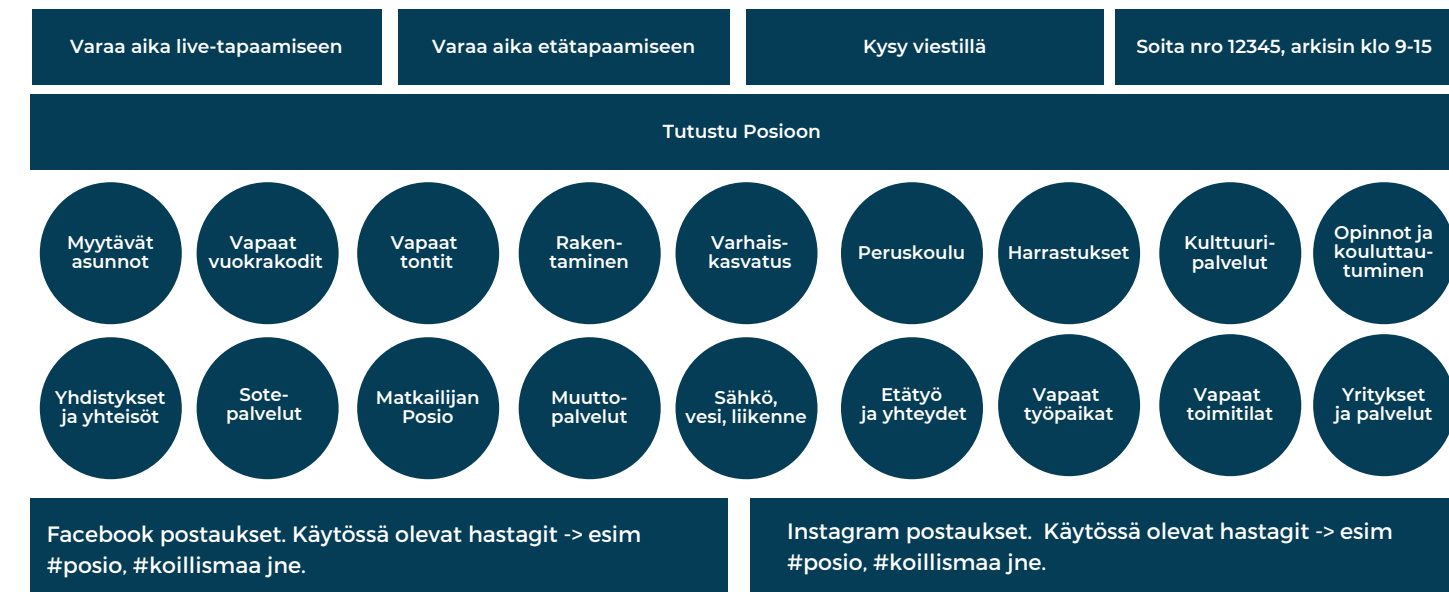 Varaa aika live-tapaamiseen
Varaa aika etätapaamiseen
Kysy viestillä
Soita nro 12345, arkisin klo 9-15
Tutustu Posioon
Myytävät
asunnot
Vapaat
vuokrakodit
Vapaat
tontit
Raken-
taminen
Varhais-
kasvatus
Peruskoulu
Harrastukset
Kulttuuri-
palvelut
Opinnot ja
kouluttau-
tuminen
Yhdistykset
ja yhteisöt
Sote-
palvelut
Matkailijan
Posio
Muutto-
palvelut
Sähkö,
vesi, liikenne
Etätyö
ja yhteydet
Vapaat
työpaikat
Vapaat
toimitilat
Yritykset
ja palvelut
Facebook postaukset. Käytössä olevat hastagit -> esim
#posio, #koillismaa jne.
Instagram postaukset.  Käytössä olevat hastagit -> esim
#posio, #koillismaa jne.